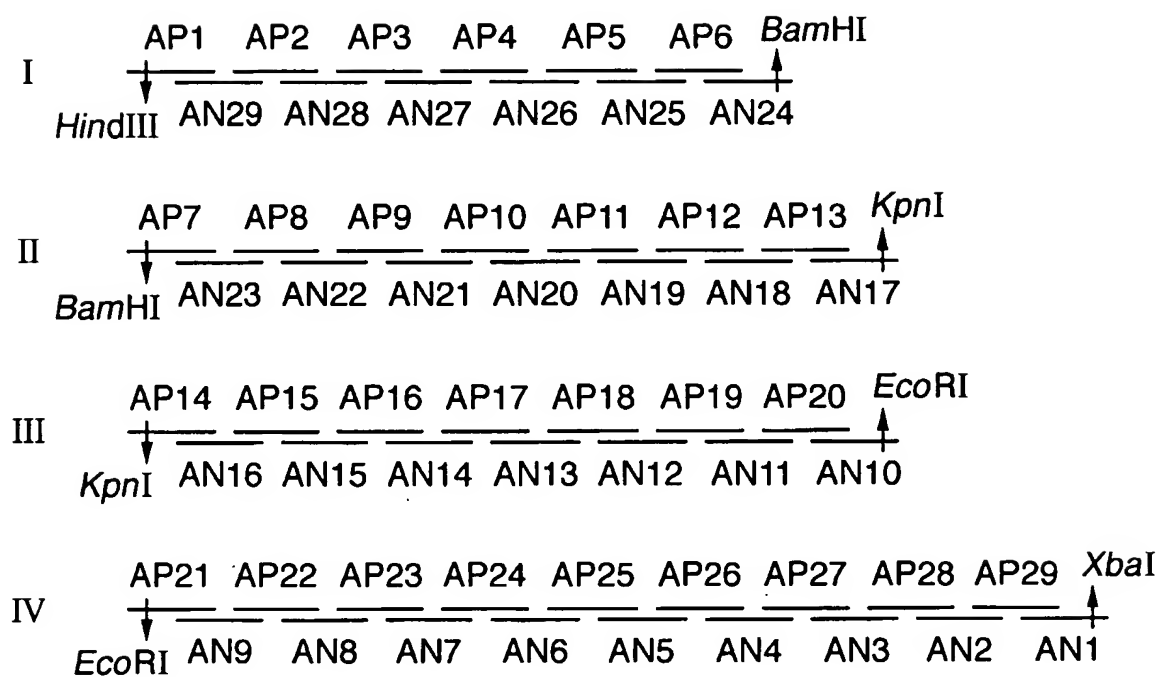 AP1 AP2 AP3 AP4 AP5 AP6 BamHI
I
HindIII AN29 AN28 AN27 AN26 AN25 AN24
AP7 AP8 AP9 AP10 AP11 AP12 AP13 KpnI
II
BamHI AN23 AN22 AN21 AN20 AN19 AN18 AN17
AP14 AP15 AP16 AP17 AP18 AP19 AP20 EcoRI
III
KpnI AN16 AN15 AN14 AN13 AN12 AN11 AN10
AP21 AP22 AP23 AP24 AP25 AP26 AP27 AP28 AP29 XbaI
IV
EcoRI AN9 AN8 AN7 AN6 AN5 AN4 AN3 AN2 AN1